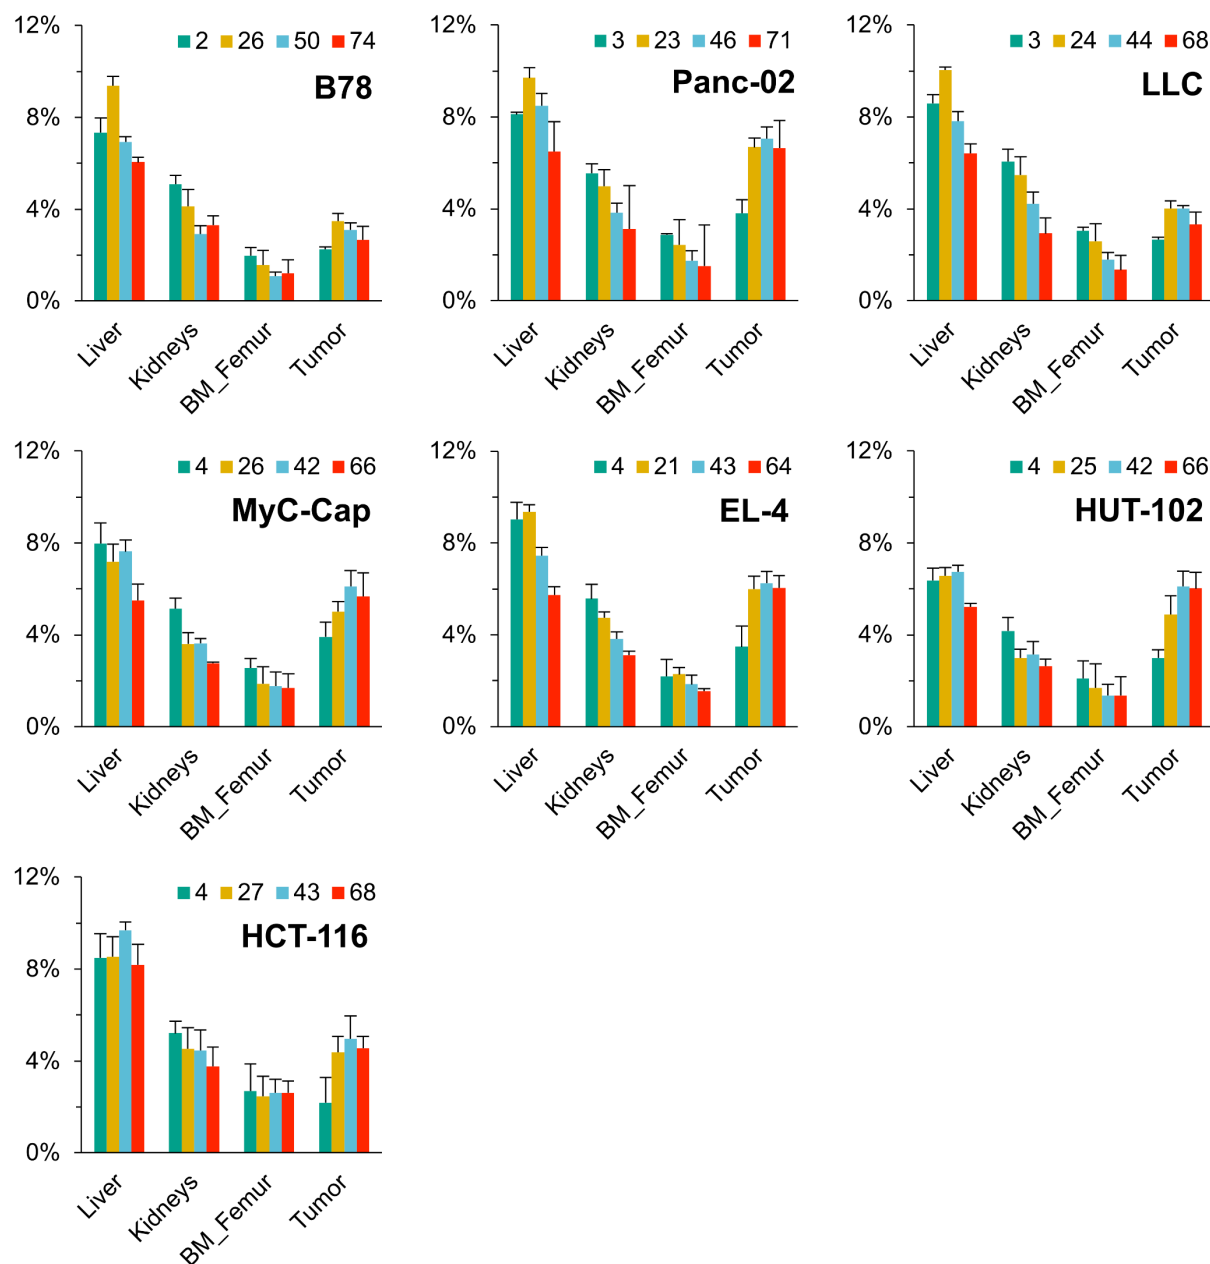 12%
8%
4%
0%
2 26 50 74
B78
Liver
Kidneys
BM_Femur
Tumor
12%
8%
4%
0%
3 23 46 71
Panc-02
Liver
Kidneys
BM_Femur
Tumor
12%
8%
4%
0%
3 24 44 68
LLC
Liver
Kidneys
BM_Femur
Tumor
12%
8%
4%
0%
4 26 42 66
MyC-Cap
Liver
Kidneys
BM_Femur
Tumor
12%
8%
4%
0%
4 21 43 64
EL-4
Liver
Kidneys
BM_Femur
Tumor
12%
8%
4%
0%
4 25 42 66
HUT-102
Liver
Kidneys
BM_Femur
Tumor
12%
8%
4%
0%
4 27 43 68
HCT-116
Liver
Kidneys
BM_Femur
Tumor